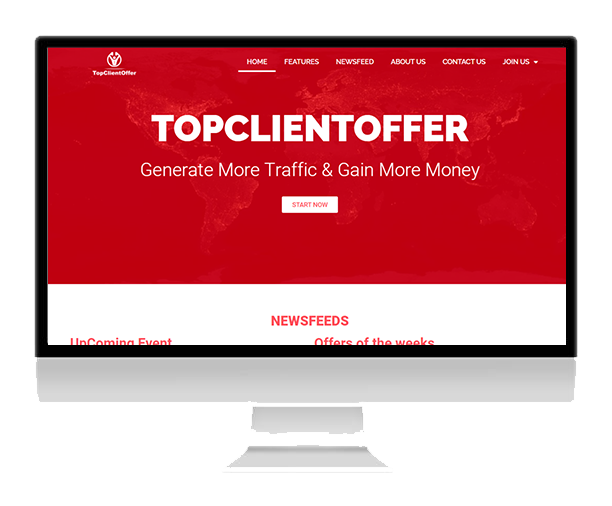 TopClientOffer
HOME FEATURES NEWSFEED ABOUT US CONTACT US JOIN US
TOPCLIENTOFFER
Generate More Traffic & Gain More Money
START NOW
NEWSFEEDS
UpComing Event Offers of the weeks